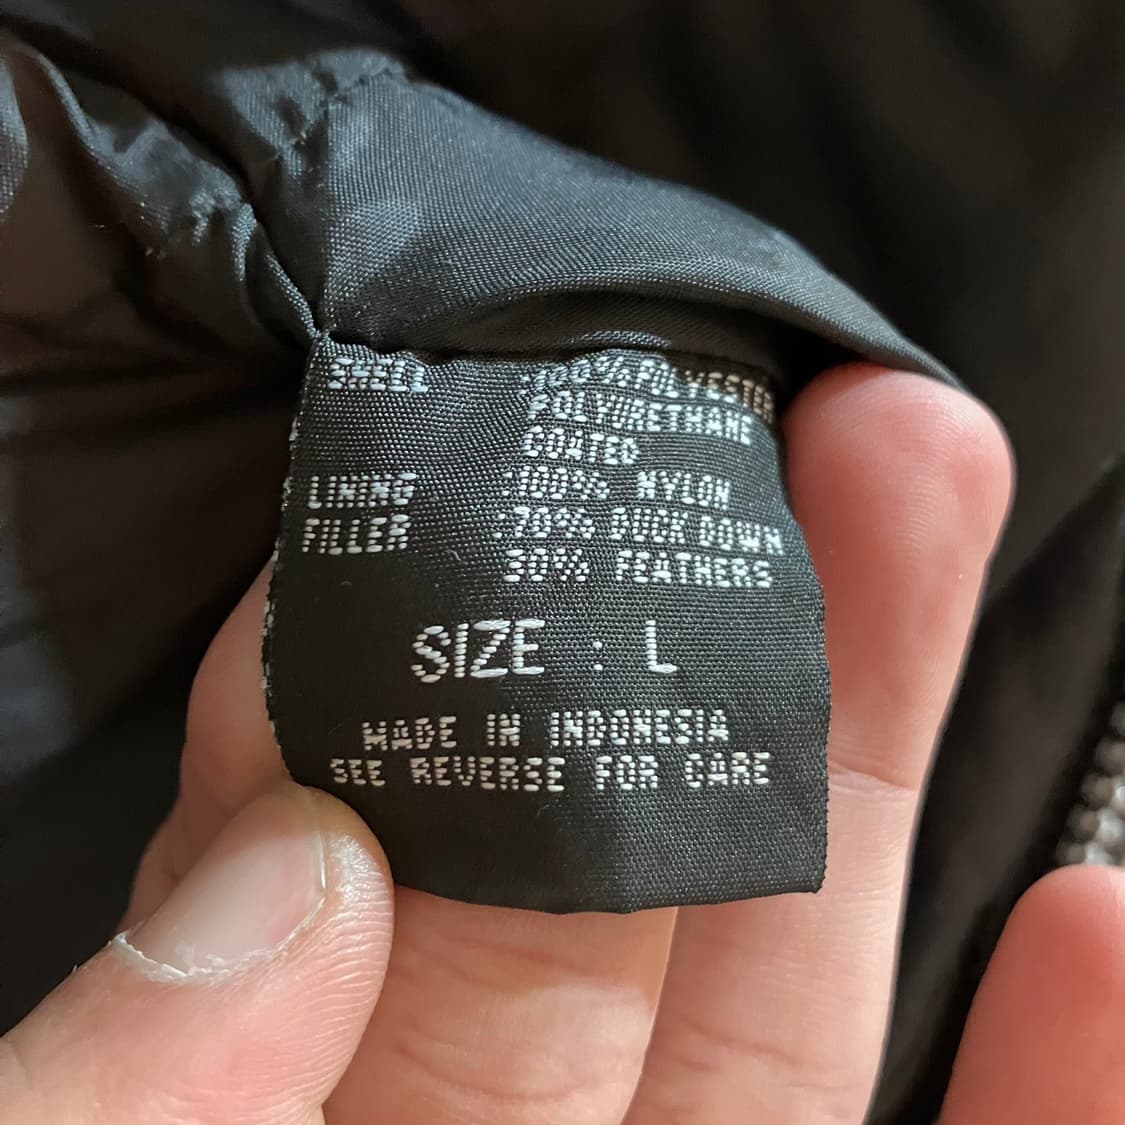 SHELL :100% POLYESTER
POLYURETHANE
COATED
LINING :100% NYLON
FILLER :70% DUCK DOWN
30% FEATHERS
SIZE : L
MADE IN INDONESIA
SEE REVERSE FOR CARE